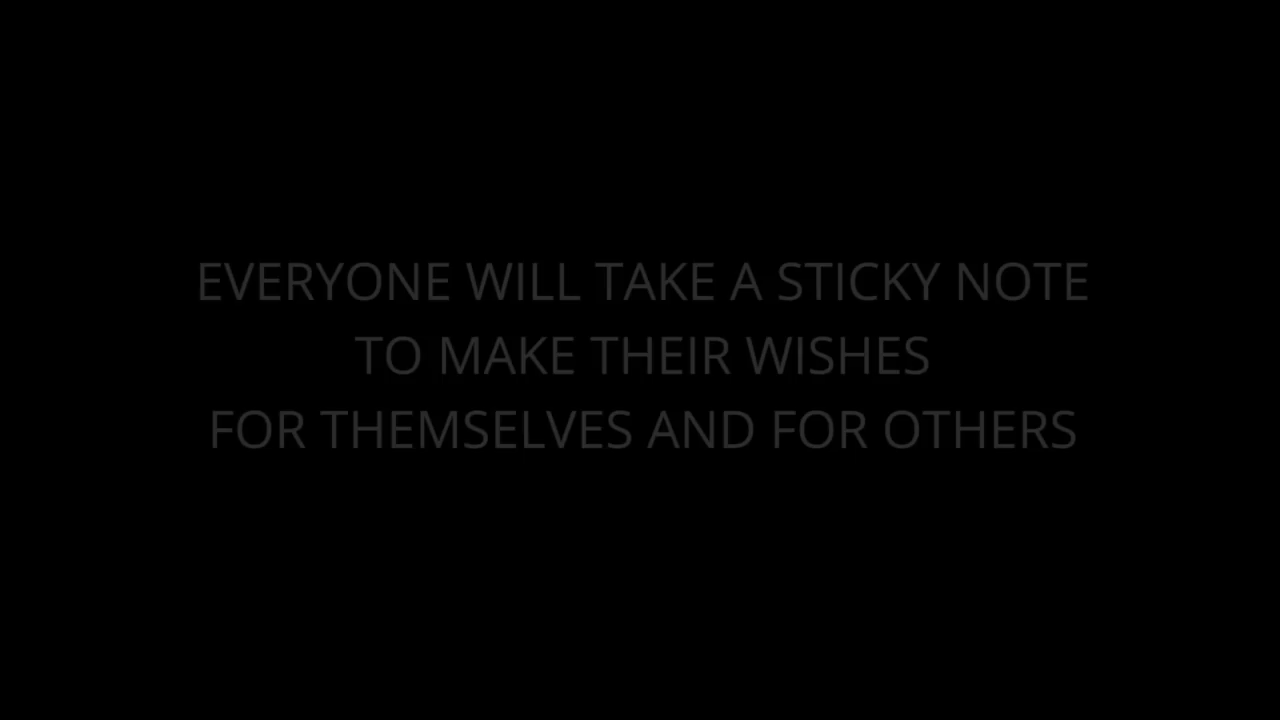 EVERYONE WILL TAKE A STICKY NOTE
TO MAKE THEIR WISHES
FOR THEMSELVES AND FOR OTHERS